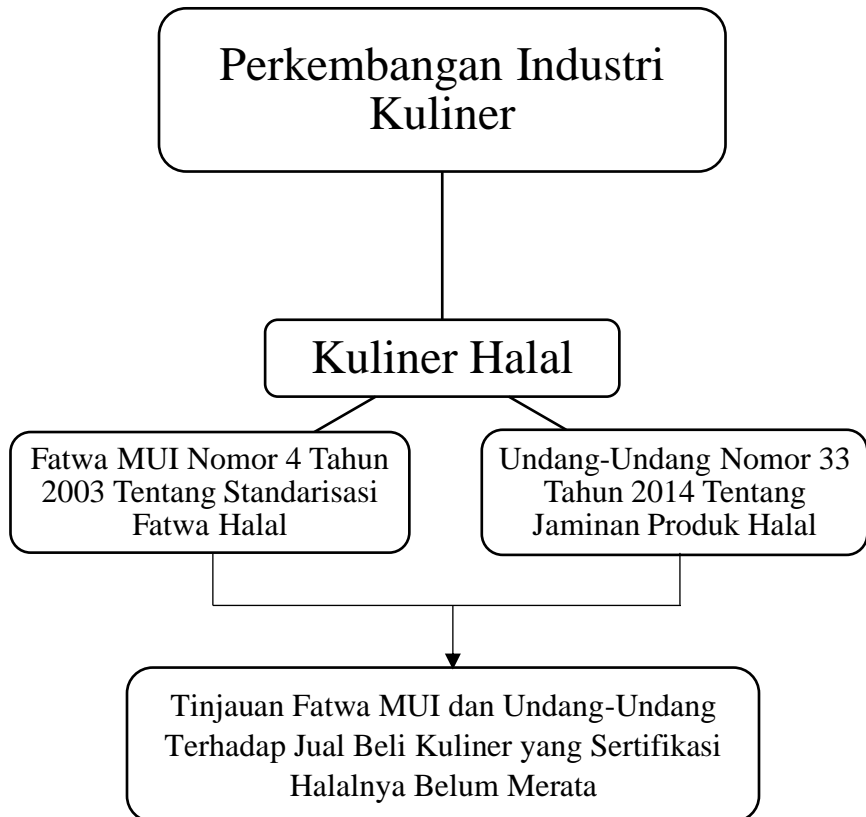 Perkembangan Industri
Kuliner
Kuliner Halal
Fatwa MUI Nomor 4 Tahun
2003 Tentang Standarisasi
Fatwa Halal
Undang-Undang Nomor 33
Tahun 2014 Tentang
Jaminan Produk Halal
Tinjauan Fatwa MUI dan Undang-Undang
Terhadap Jual Beli Kuliner yang Sertifikasi
Halalnya Belum Merata